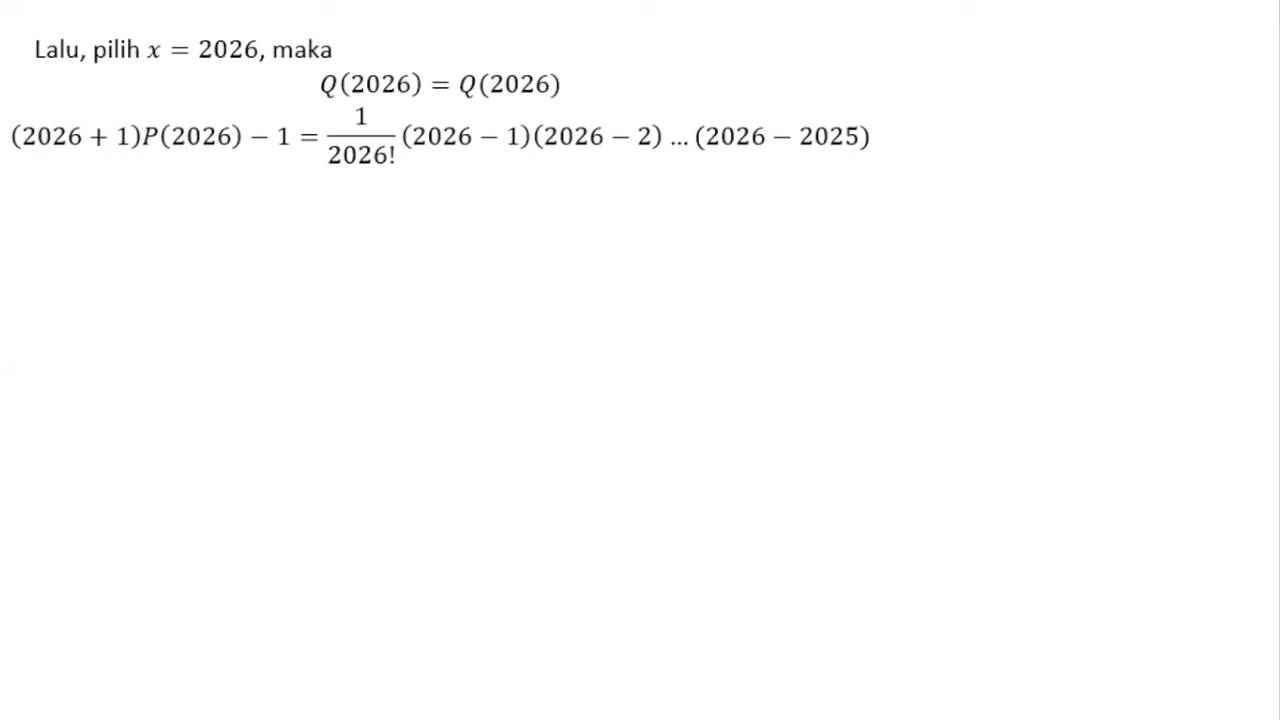 Lalu, pilih x = 2026, maka
Q(2026) = Q(2026)
(2026 + 1)P(2026) − 1 = 1/2026! (2026 − 1)(2026 − 2) … (2026 − 2025)